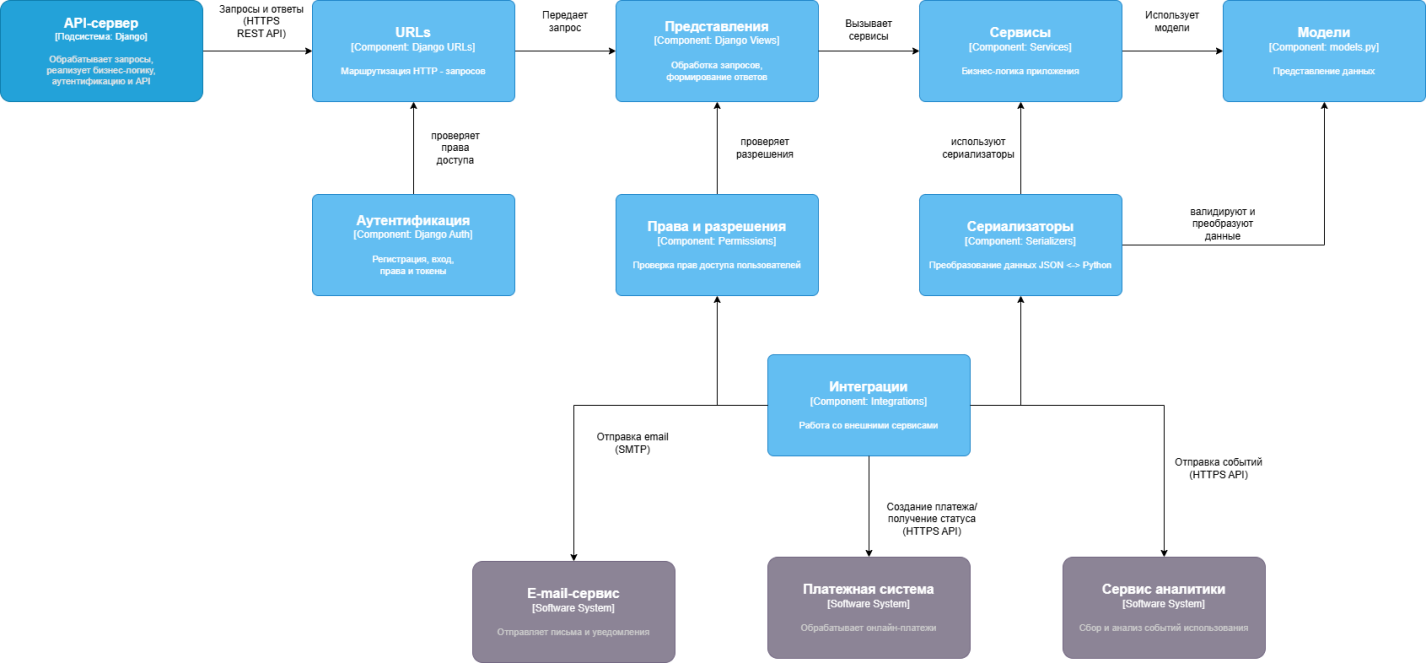 API-сервер
[Подсистема: Django]
Обрабатывает запросы,
реализует бизнес-логику,
аутентификацию и API
Запросы и ответы
(HTTPS
REST API)
URLs
[Component: Django URLs]
Маршрутизация HTTP - запросов
Передает
запрос
Представления
[Component: Django Views]
Обработка запросов,
формирование ответов
Вызывает
сервисы
Сервисы
[Component: Services]
Бизнес-логика приложения
Использует
модели
Модели
[Component: models.py]
Представление данных
проверяет
права
доступа
проверяет
разрешения
используют
сериализаторы
Аутентификация
[Component: Django Auth]
Регистрация, вход,
права и токены
Права и разрешения
[Component: Permissions]
Проверка прав доступа пользователей
Сериализаторы
[Component: Serializers]
Преобразование данных JSON <-> Python
валидируют и
преобразуют
данные
Интеграции
[Component: Integrations]
Работа со внешними сервисами
Отправка email
(SMTP)
Создание платежа/
получение статуса
(HTTPS API)
Отправка событий
(HTTPS API)
E-mail-сервис
[Software System]
Отправляет письма и уведомления
Платежная система
[Software System]
Обрабатывает онлайн-платежи
Сервис аналитики
[Software System]
Сбор и анализ событий использования